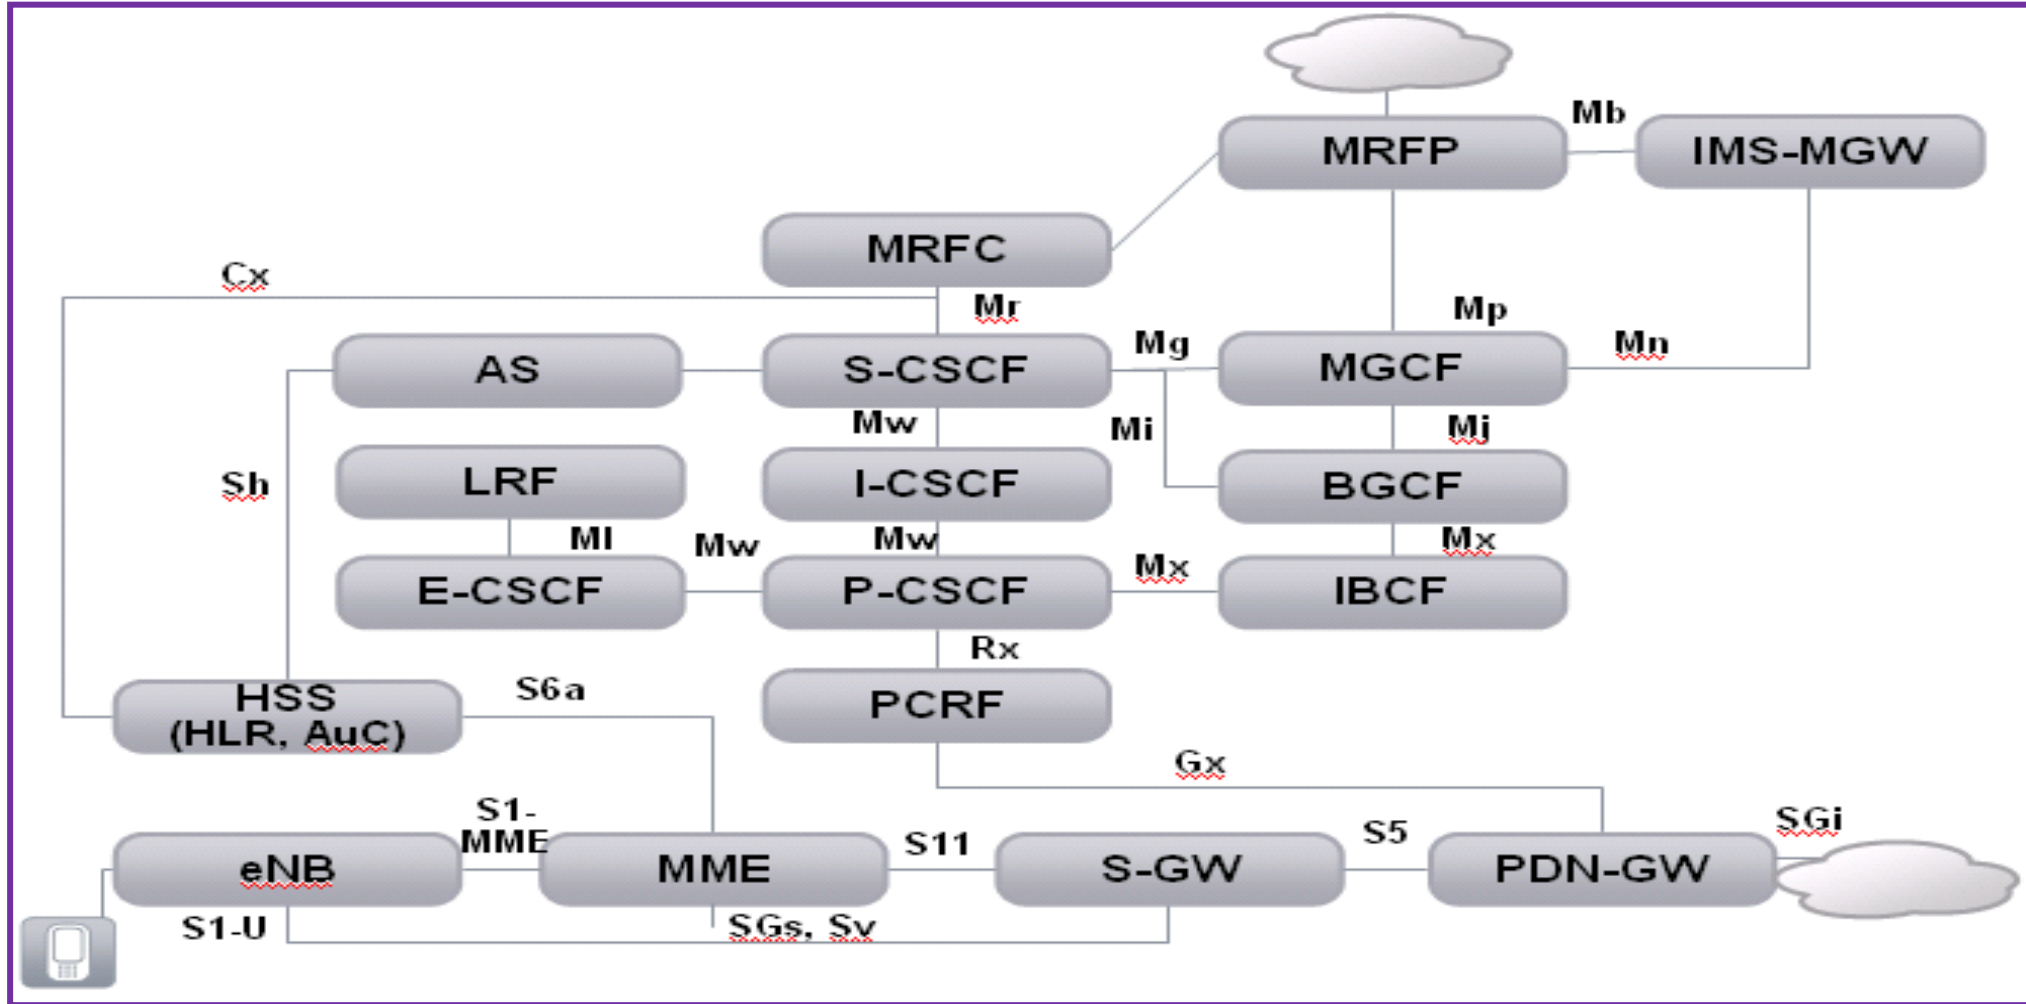 MRFP
Mb
IMS-MGW
MRFC
Cx
Mr
Mp
AS
S-CSCF
Mg
MGCF
Mn
Mw
Mi
Mj
Sh
LRF
I-CSCF
BGCF
Ml
Mw
Mw
Mx
Mx
E-CSCF
P-CSCF
IBCF
Rx
HSS
(HLR, AuC)
S6a
PCRF
Gx
S1-
MME
S11
S5
SGi
eNB
MME
S-GW
PDN-GW
S1-U
SGs, Sv